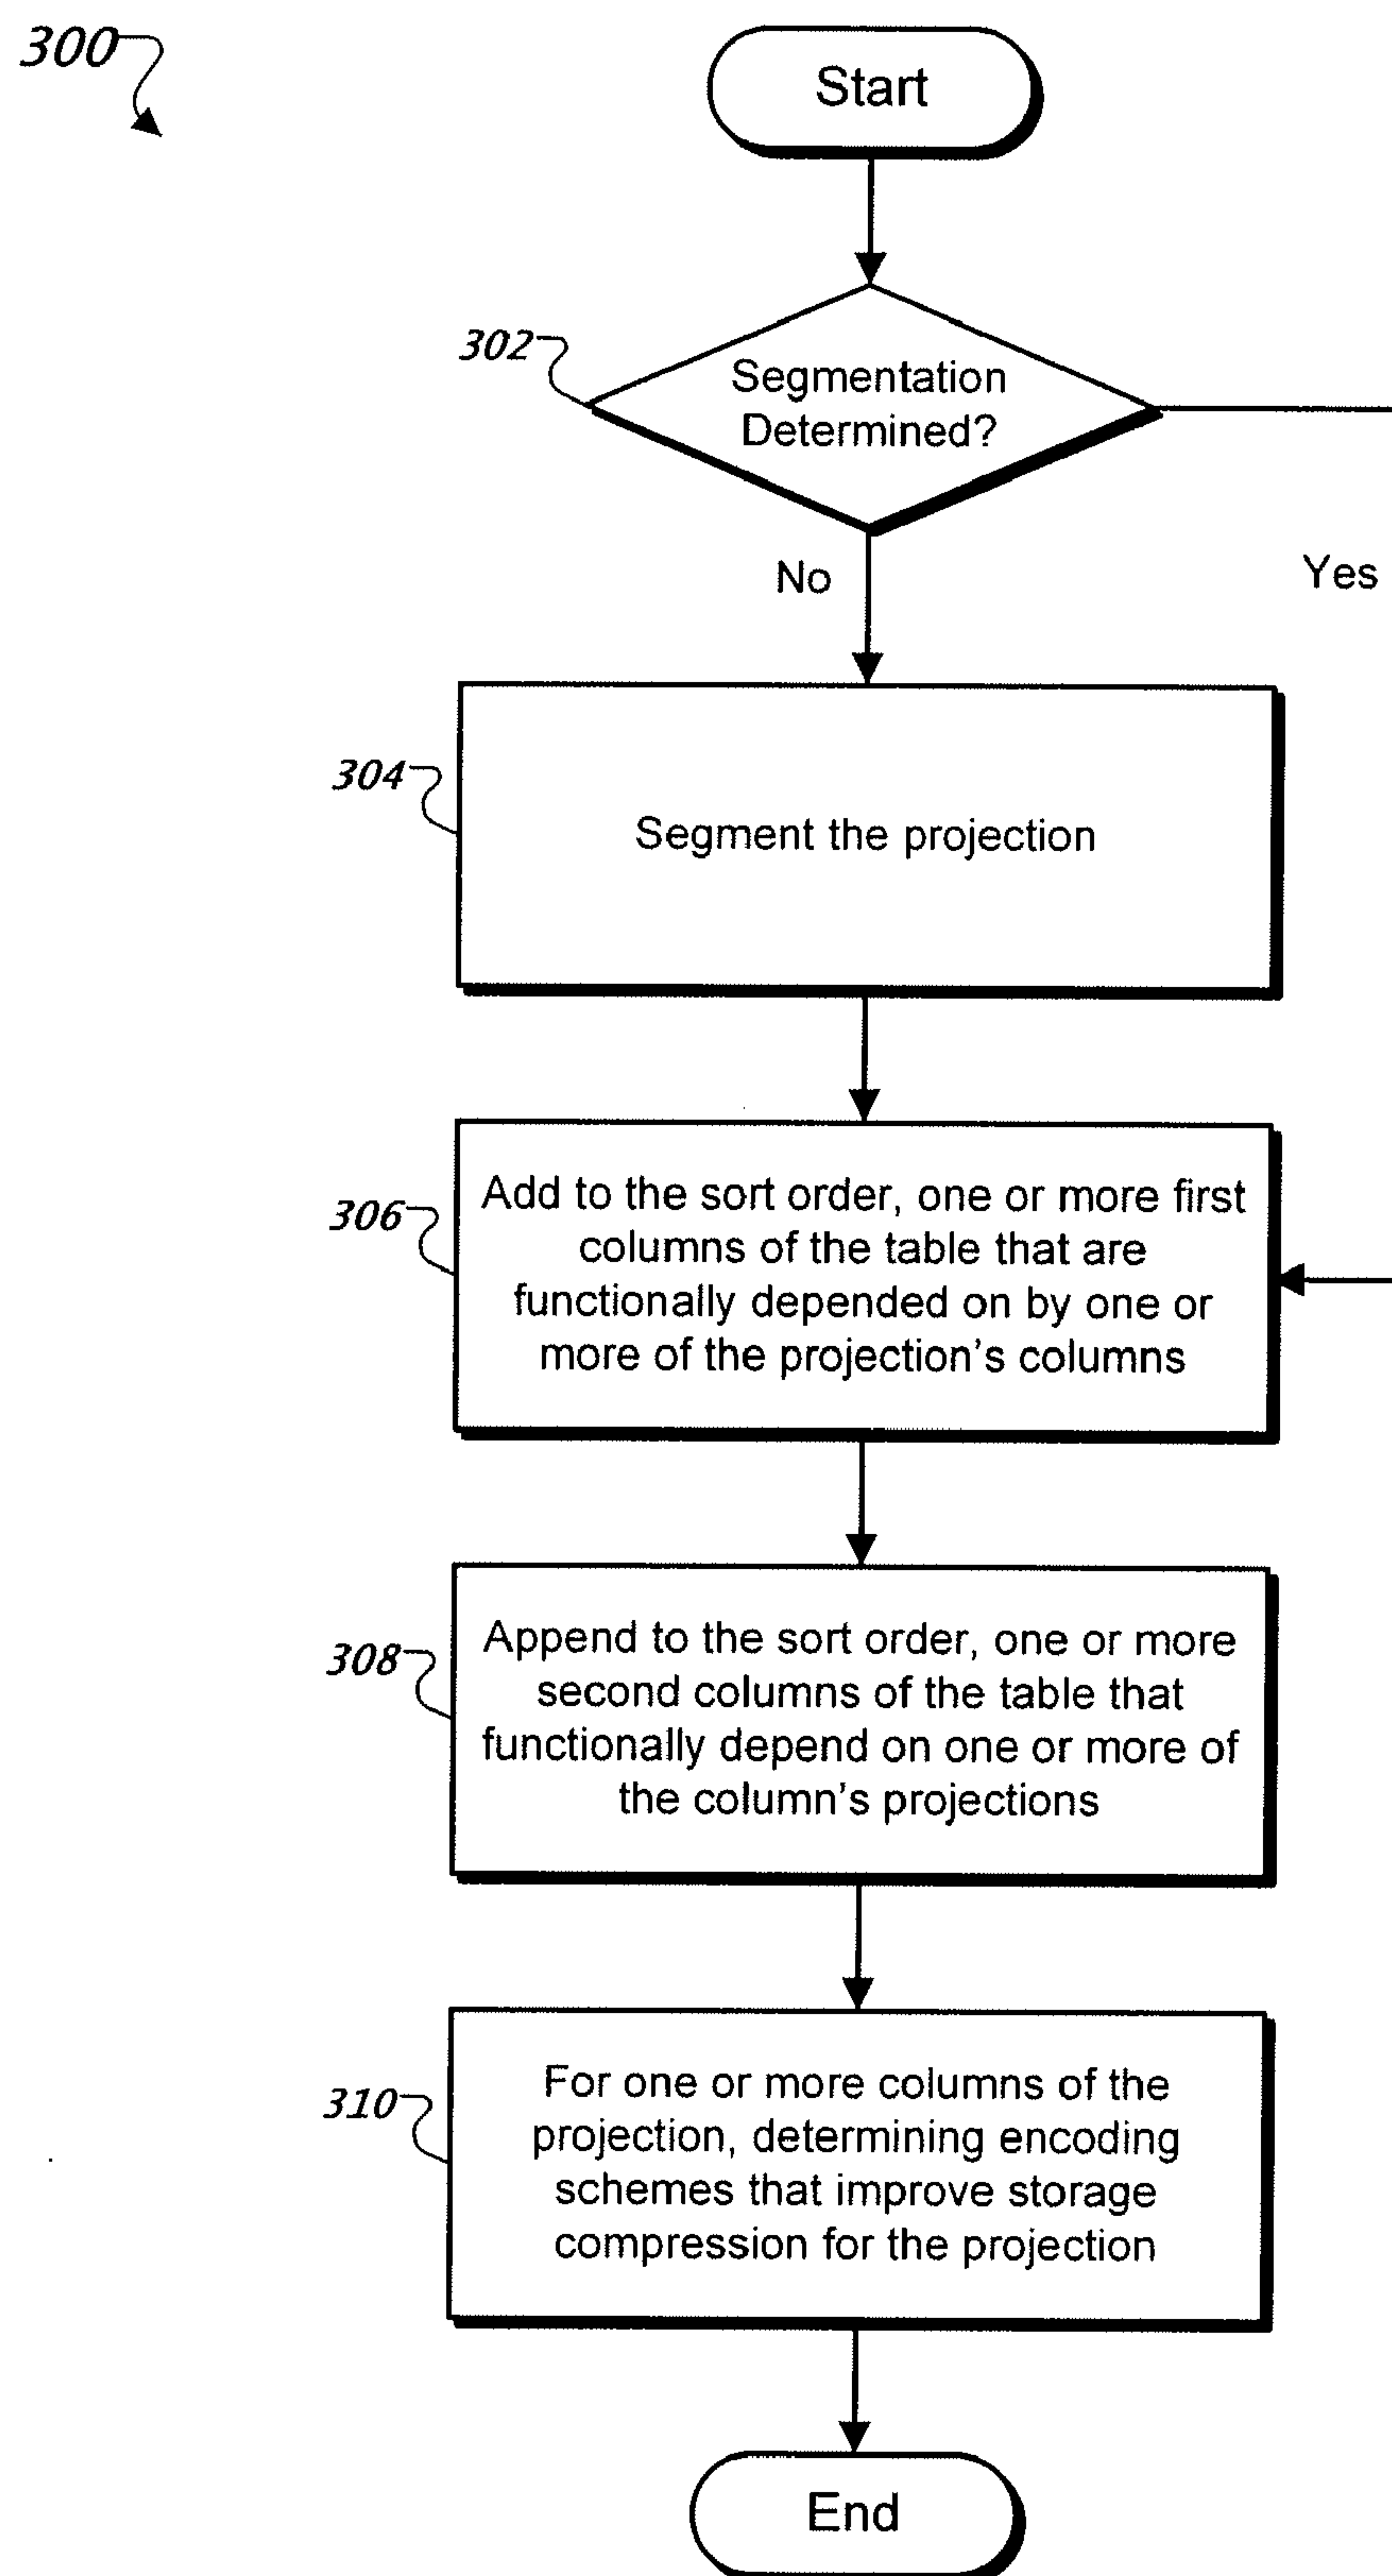 300
Start
302
Segmentation
Determined?
No
Yes
304
Segment the projection
306
Add to the sort order, one or more first
columns of the table that are
functionally depended on by one or
more of the projection's columns
308
Append to the sort order, one or more
second columns of the table that
functionally depend on one or more of
the column's projections
310
For one or more columns of the
projection, determining encoding
schemes that improve storage
compression for the projection
End